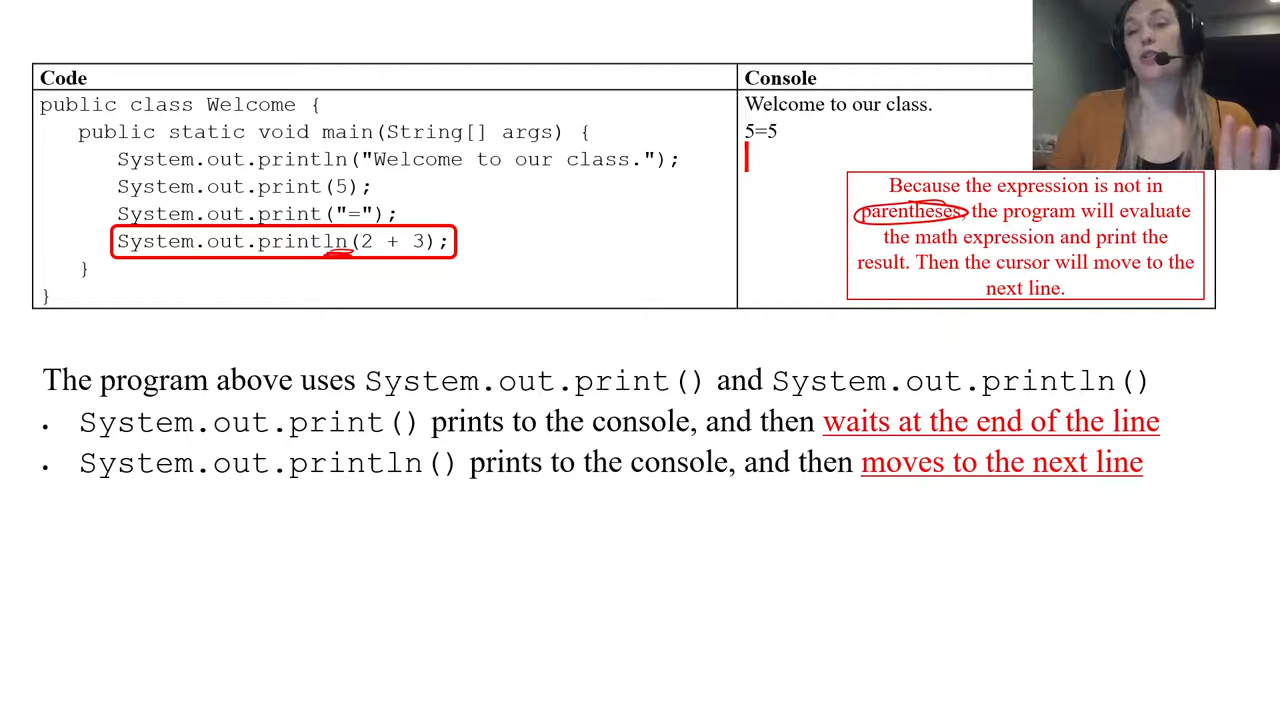 Code
Console
public class Welcome {
public static void main(String[] args) {
System.out.println("Welcome to our class.");
System.out.print(5);
System.out.print("=");
System.out.println(2 + 3);
}
}
Welcome to our class.
5=5
Because the expression is not in
parentheses, the program will evaluate
the math expression and print the
result. Then the cursor will move to the
next line.
The program above uses System.out.print() and System.out.println()
• System.out.print() prints to the console, and then waits at the end of the line
• System.out.println() prints to the console, and then moves to the next line